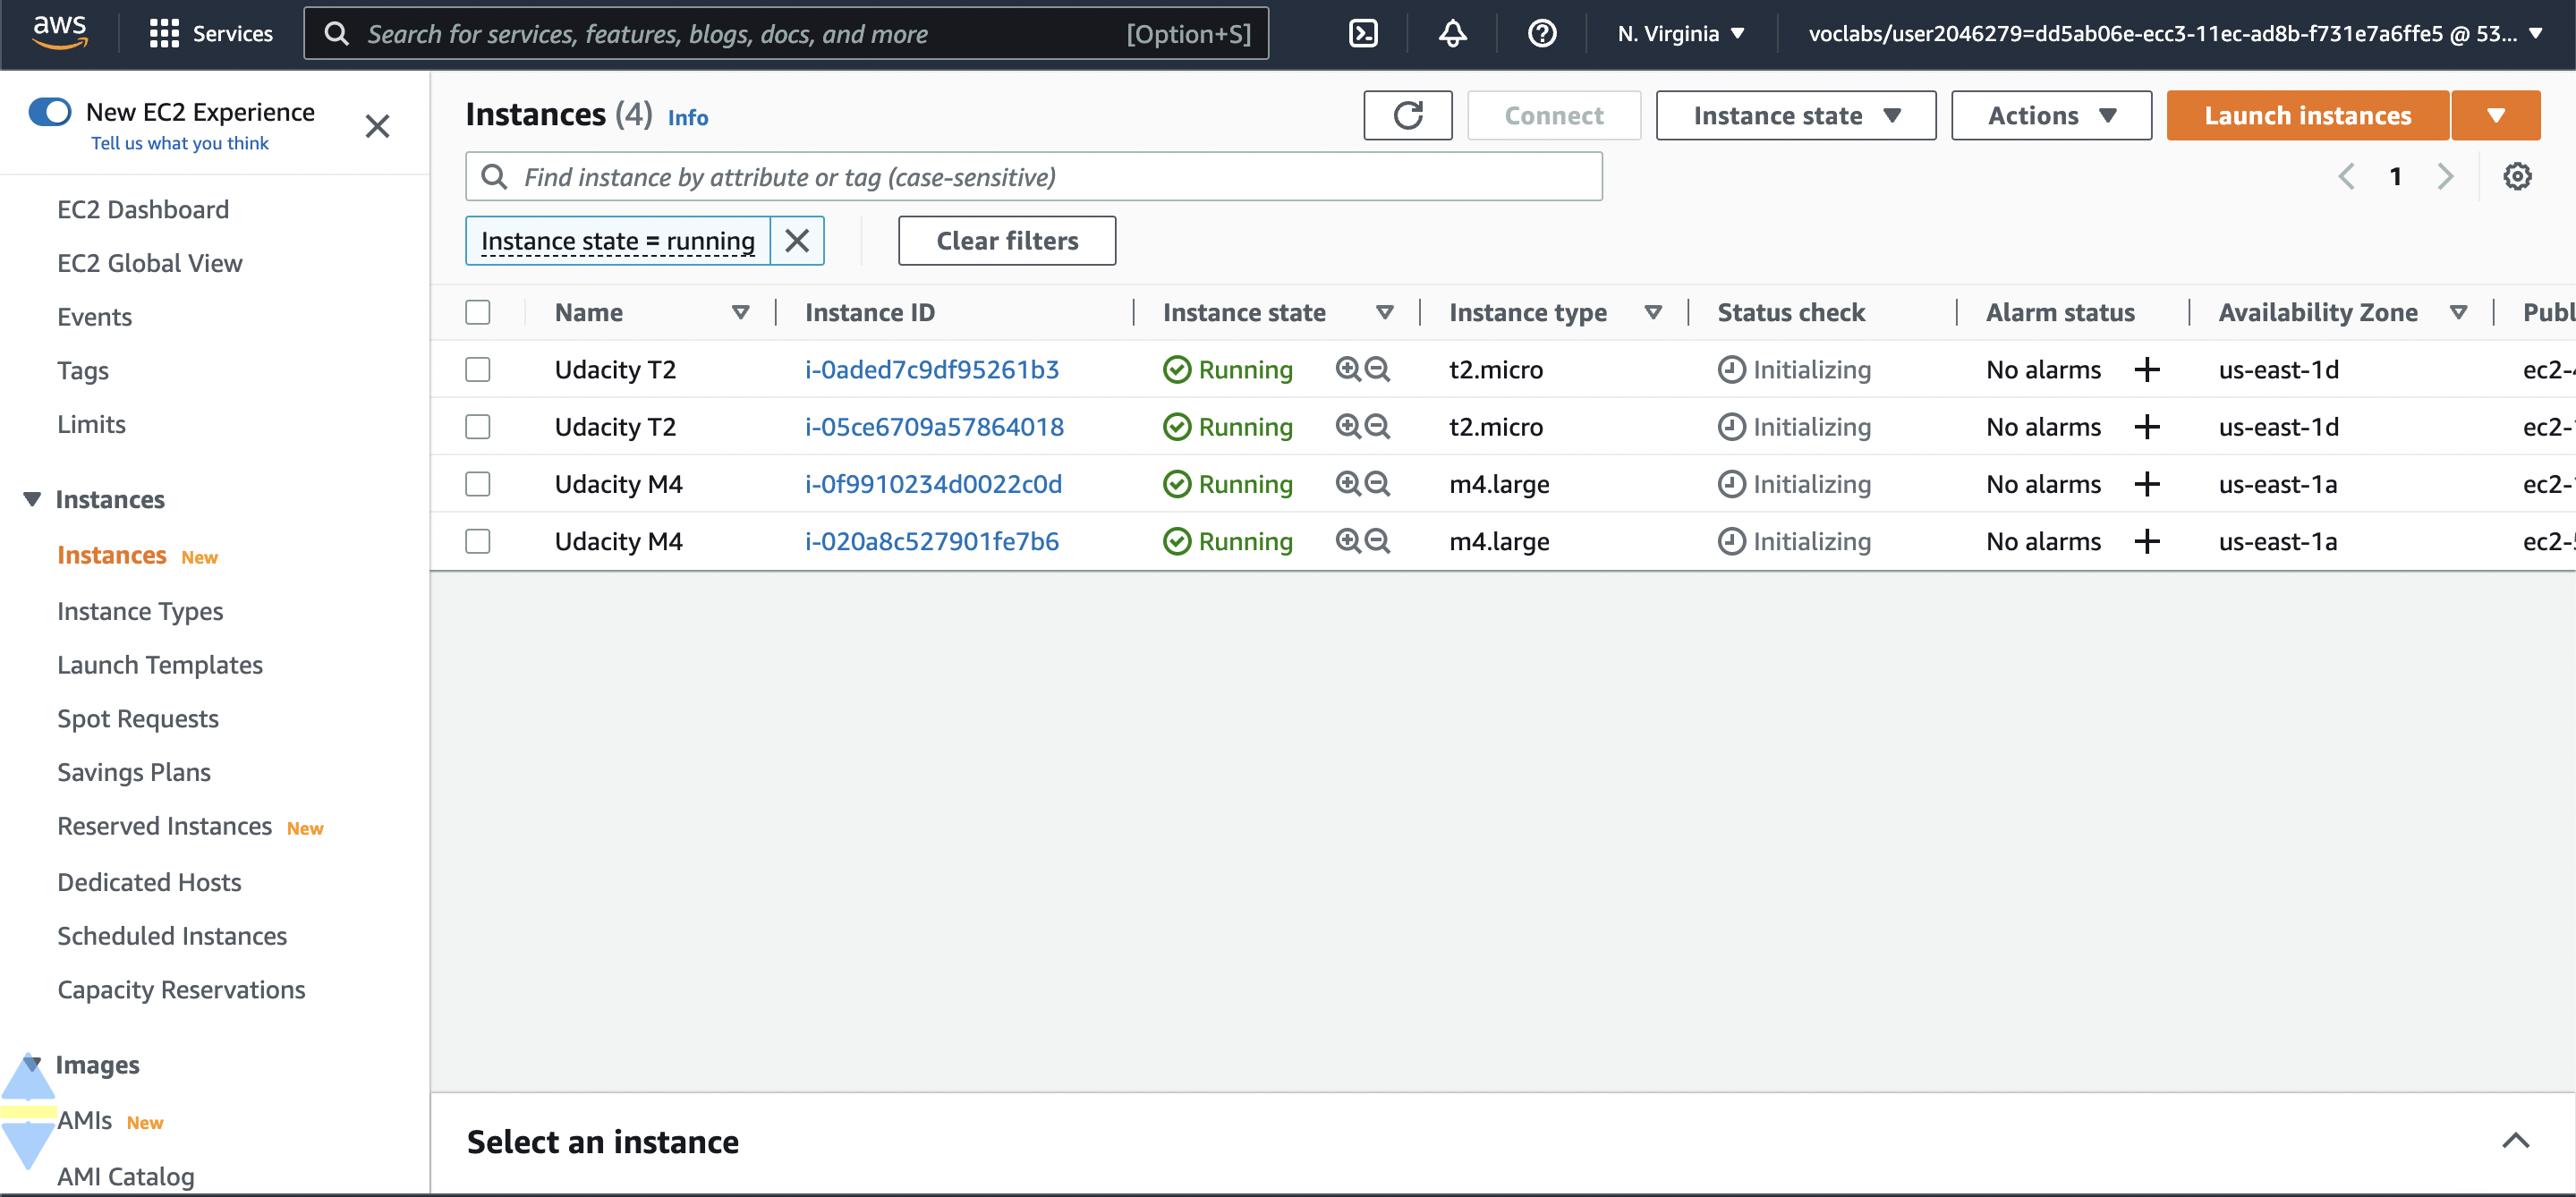 aws
Services
Search for services, features, blogs, docs, and more [Option+S]
N. Virginia
voclabs/user2046279=dd5ab06e-ecc3-11ec-ad8b-f731e7a6ffe5 @ 53...
New EC2 Experience
Tell us what you think
EC2 Dashboard
EC2 Global View
Events
Tags
Limits
Instances
Instances New
Instance Types
Launch Templates
Spot Requests
Savings Plans
Reserved Instances New
Dedicated Hosts
Scheduled Instances
Capacity Reservations
Images
AMIs New
AMI Catalog
Instances (4) Info
Connect
Instance state
Actions
Launch instances
Find instance by attribute or tag (case-sensitive)
1
Instance state = running
Clear filters
Name Instance ID Instance state Instance type Status check Alarm status Availability Zone Publ
Udacity T2 i-0aded7c9df95261b3 Running t2.micro Initializing No alarms + us-east-1d ec2-4
Udacity T2 i-05ce6709a57864018 Running t2.micro Initializing No alarms + us-east-1d ec2-1
Udacity M4 i-0f9910234d0022c0d Running m4.large Initializing No alarms + us-east-1a ec2-1
Udacity M4 i-020a8c527901fe7b6 Running m4.large Initializing No alarms + us-east-1a ec2-5
Select an instance